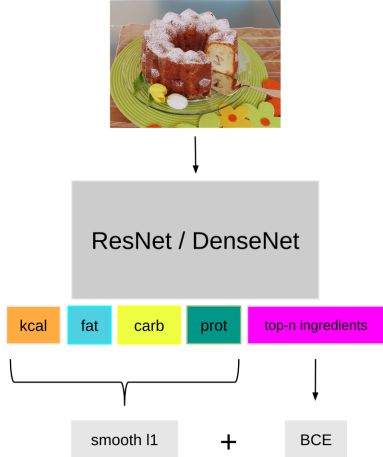 ResNet / DenseNet
kcal fat carb prot top-n ingredients
smooth l1 + BCE